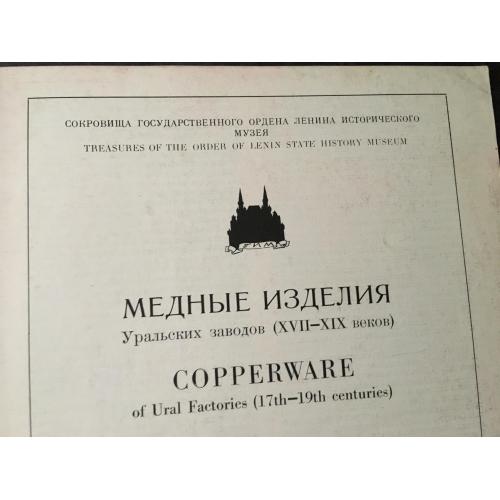 СОКРОВИЩА ГОСУДАРСТВЕННОГО ОРДЕНА ЛЕНИНА ИСТОРИЧЕСКОГО
МУЗЕЯ
TREASURES OF THE ORDER OF LENIN STATE HISTORY MUSEUM
ГИМ
МЕДНЫЕ ИЗДЕЛИЯ
Уральских заводов (XVII—XIX веков)
COPPERWARE
of Ural Factories (17th—19th centuries)